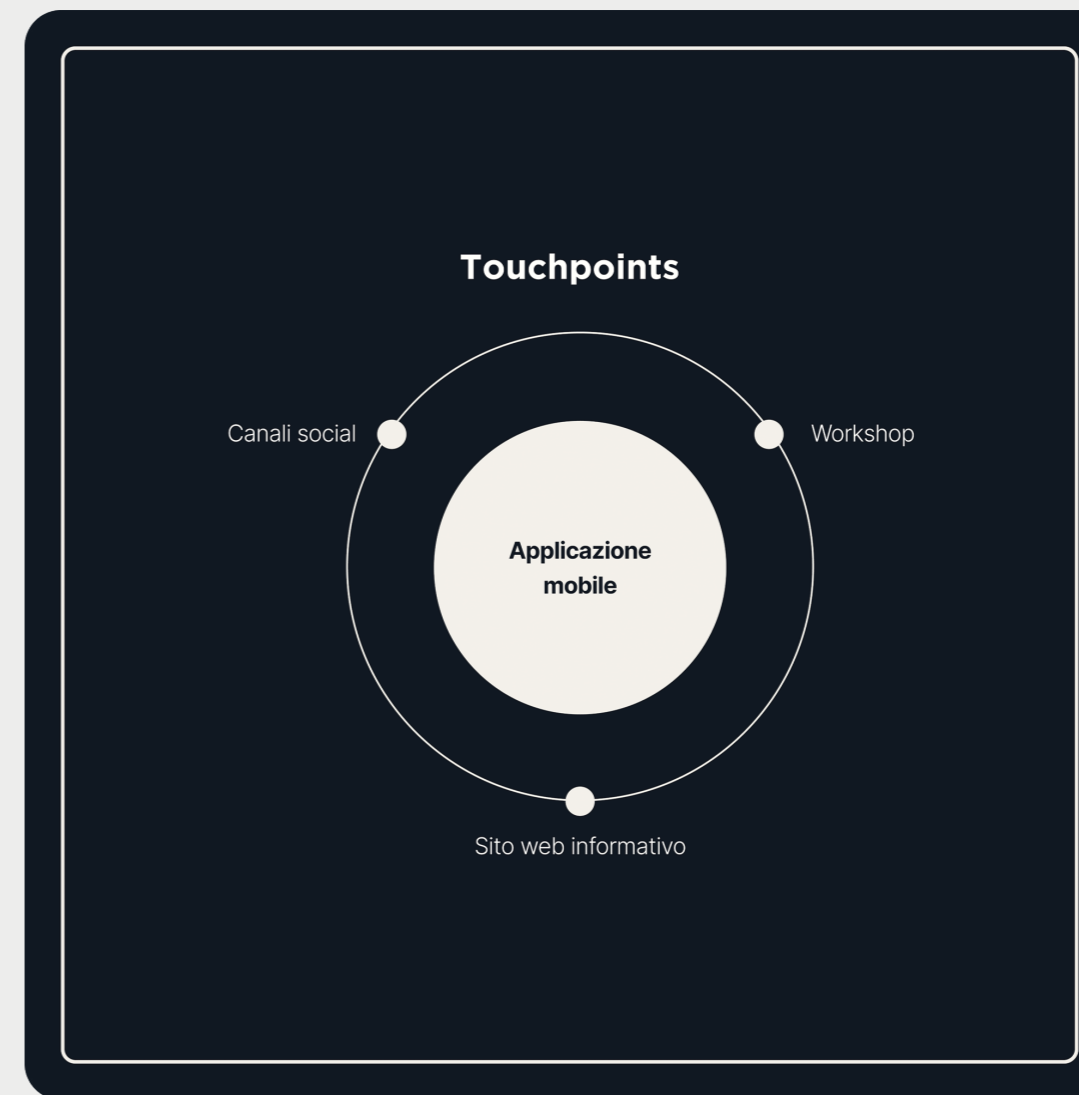 Touchpoints
Canali social
Workshop
Applicazione
mobile
Sito web informativo